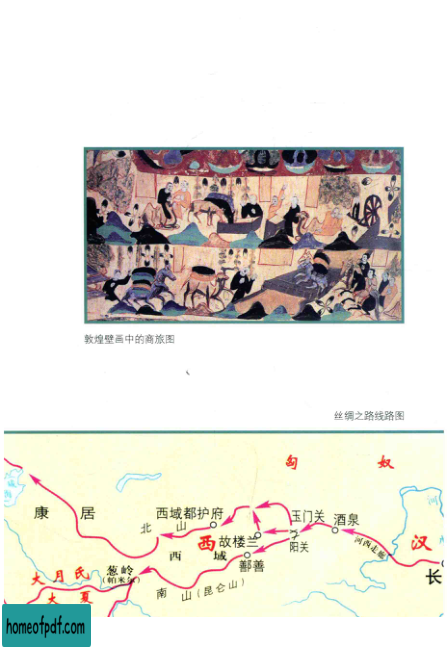 敦煌壁画中的商旅图
丝绸之路线路图
匈 奴
康 居
西域都护府
北 山
玉门关
酒泉
西 域
故楼兰
阳关
河西走廊
汉
西 域
鄯善
葱岭
(帕米尔)
大月氏
大 夏
南 山(昆仑山)
长
homeofpdf.com